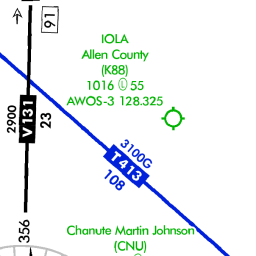 91
IOLA
Allen County
(K88)
1016 Ⓛ 55
AWOS-3 128.325
2900
V131
23
3100G
T413
108
356
Chanute Martin Johnson
(CNU)